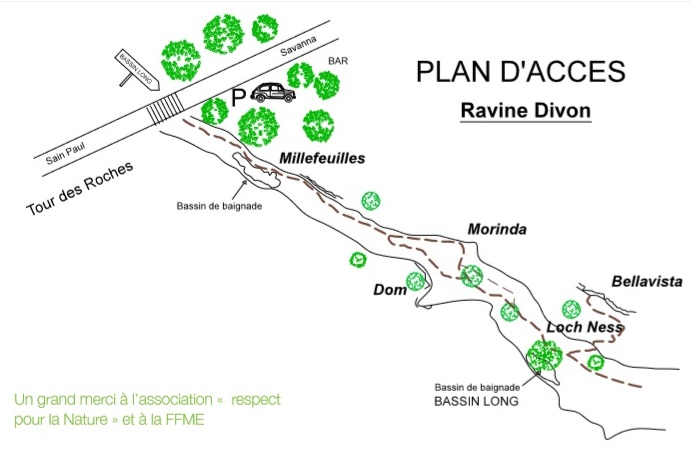 PLAN D'ACCES
Ravine Divon
BASSIN LONG
Savanna
BAR
P
Sain Paul
Tour des Roches
Millefeuilles
Bassin de baignade
Morinda
Dom
Bellavista
Loch Ness
Bassin de baignade
BASSIN LONG
Un grand merci à l'association « respect
pour la Nature » et à la FFME